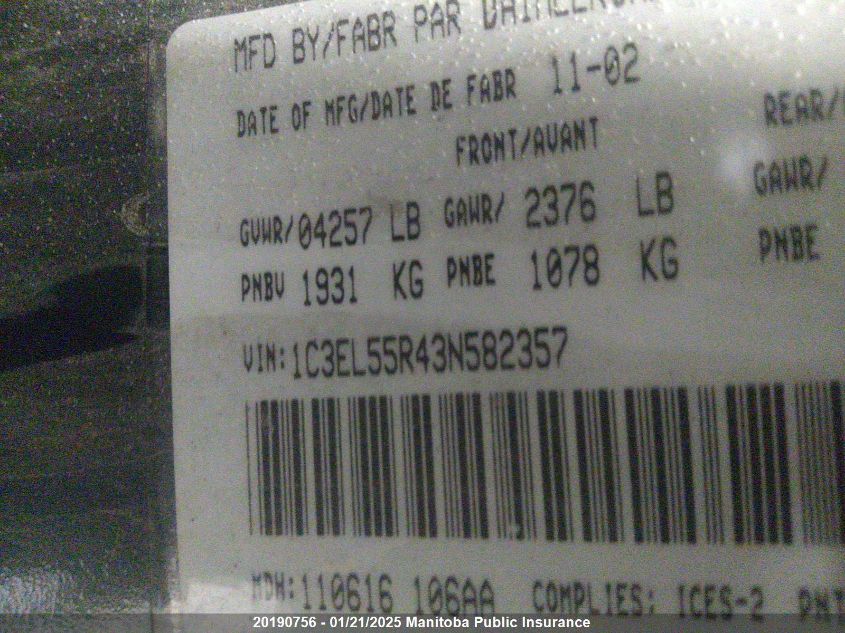 MFD BY/FABR PAR
DATE OF MFG/DATE DE FABR 11-02
FRONT/AVANT
REAR/
GVWR/04257 LB GAWR/ 2376 LB GAWR/
PNBV 1931 KG PNBE 1078 KG PNBE
VIN:1C3EL55R43N582357
MDH:110616 106AA COMPLIES: ICES-2
20190756 - 01/21/2025 Manitoba Public Insurance